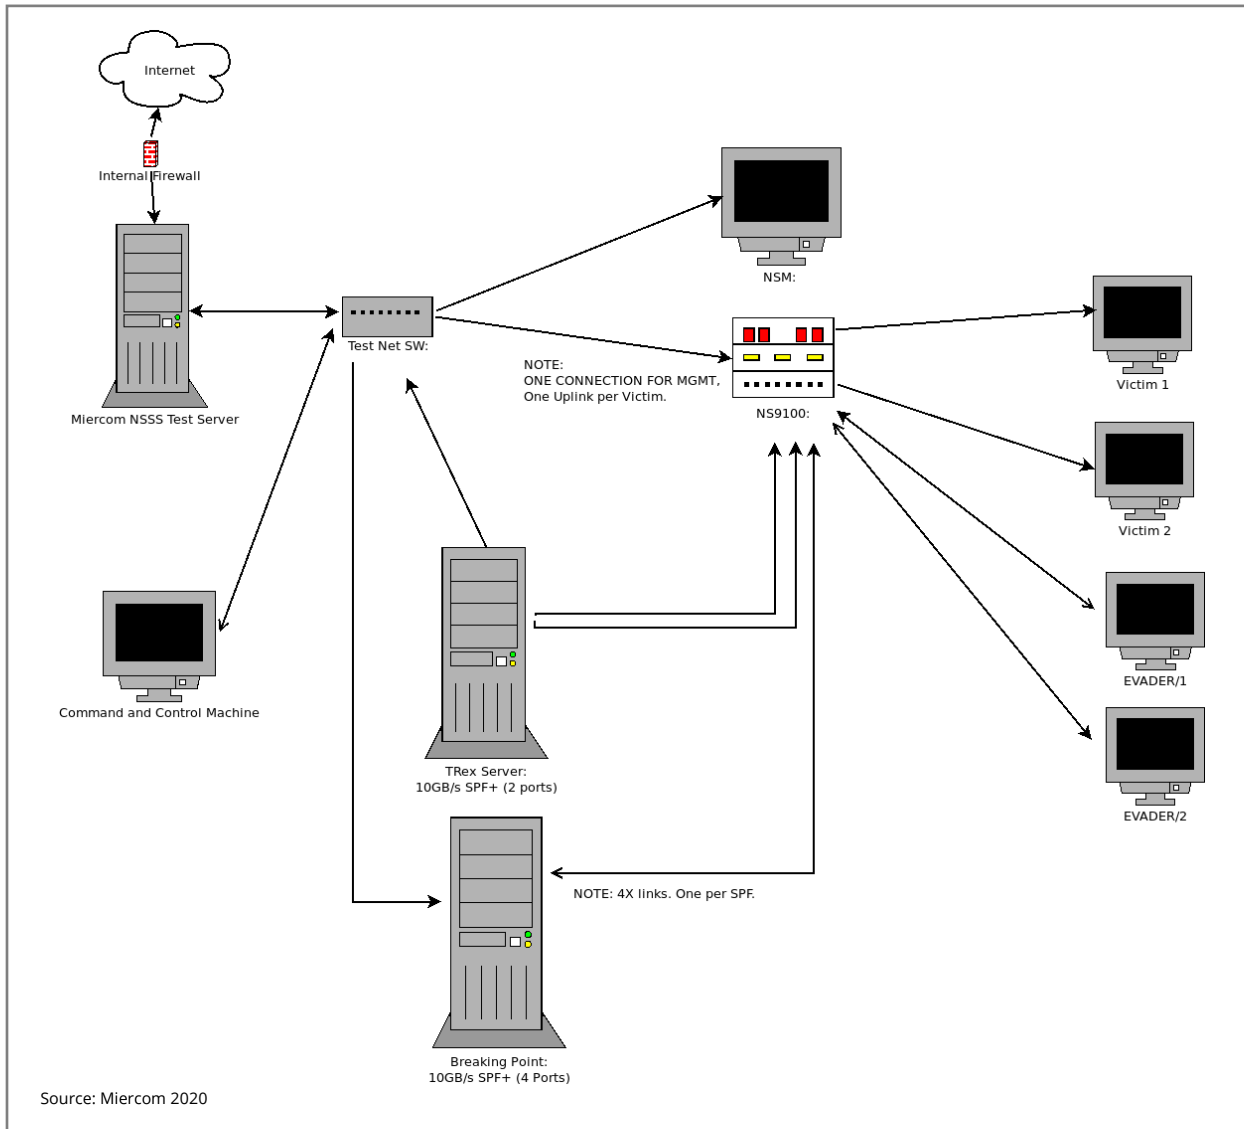 Internet
Internal Firewall
NSM:
Test Net SW:
NOTE:
ONE CONNECTION FOR MGMT,
One Uplink per Victim.
NS9100:
Victim 1
Miercom NSSS Test Server
Victim 2
EVADER/1
Command and Control Machine
TRex Server:
10GB/s SPF+ (2 ports)
EVADER/2
NOTE: 4X links. One per SPF.
Breaking Point:
10GB/s SPF+ (4 Ports)
Source: Miercom 2020